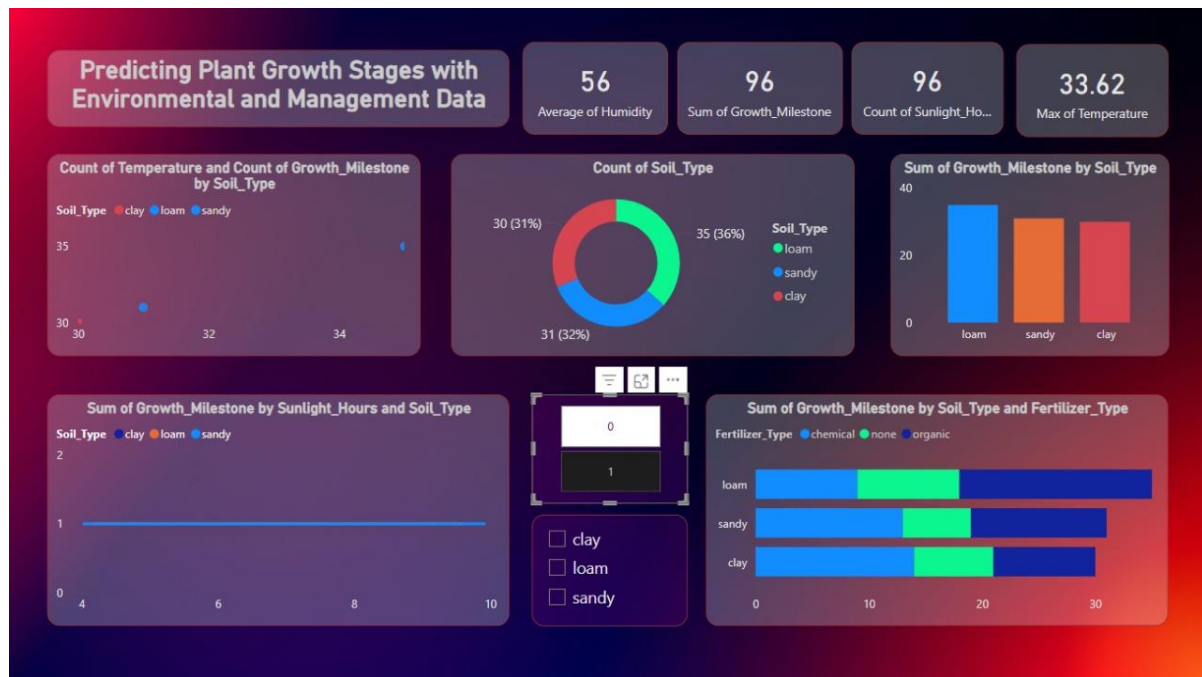 Predicting Plant Growth Stages with
Environmental and Management Data
56
Average of Humidity
96
Sum of Growth_Milestone
96
Count of Sunlight_Ho...
33.62
Max of Temperature
Count of Temperature and Count of Growth_Milestone
by Soil_Type
Soil_Type clay loam sandy
35
30
30 32 34
Count of Soil_Type
30 (31%)
35 (36%)
31 (32%)
Soil_Type
loam
sandy
clay
Sum of Growth_Milestone by Soil_Type
40
20
0
loam sandy clay
Sum of Growth_Milestone by Sunlight_Hours and Soil_Type
Soil_Type clay loam sandy
2
1
0
4 6 8 10
0
1
clay
loam
sandy
Sum of Growth_Milestone by Soil_Type and Fertilizer_Type
Fertilizer_Type chemical none organic
loam
sandy
clay
0 10 20 30